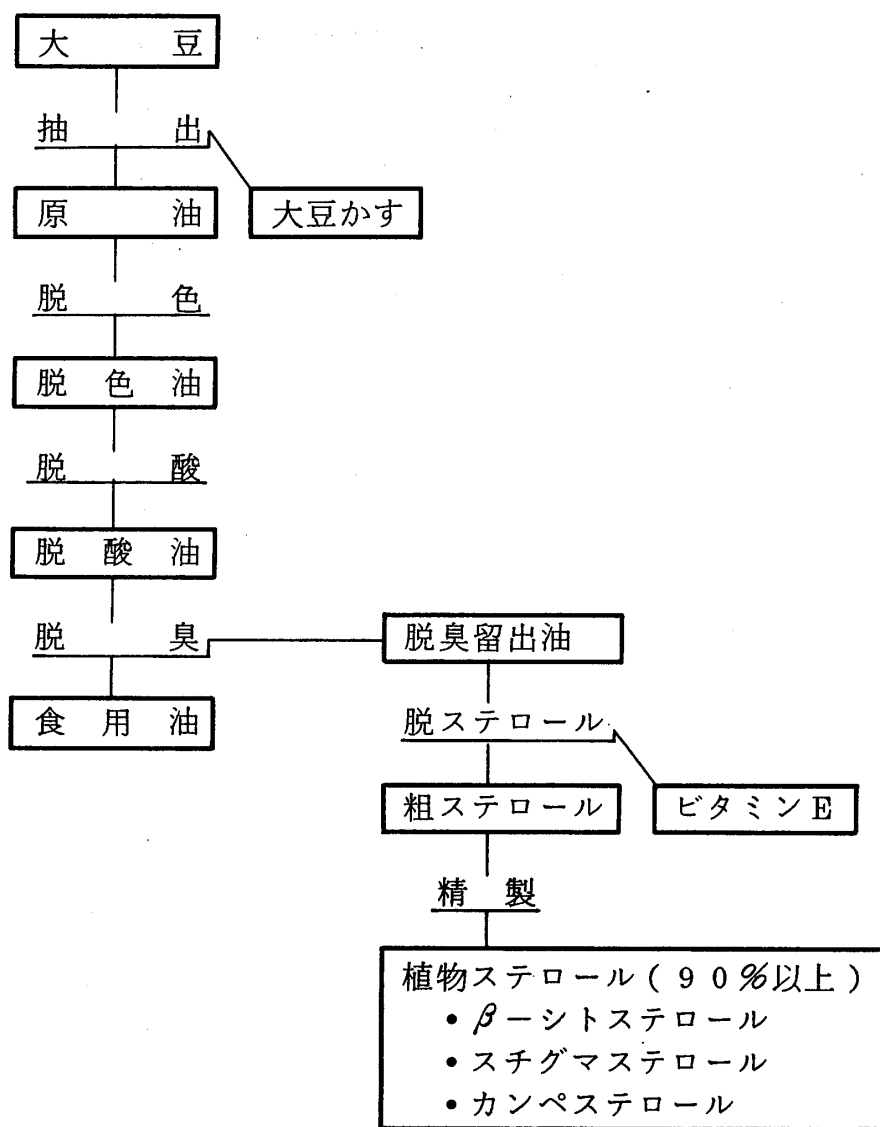 大豆
抽出
原油
大豆かす
脱色
脱色油
脱酸
脱酸油
脱臭
脱臭留出油
食用油
脱ステロール
粗ステロール
ビタミンE
精製
植物ステロール(90%以上)
•β-シトステロール
•スチグマステロール
•カンペステロール